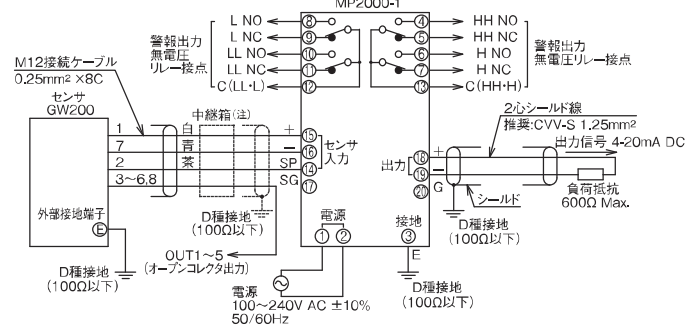 MP2000-1
L NO
L NC
LL NO
LL NC
C(LL・L)
警報出力
無電圧
リレー接点
⑧
⑨
⑩
⑪
⑫
④
⑤
⑥
⑦
⑬
HH NO
HH NC
H NO
H NC
C(HH・H)
警報出力
無電圧
リレー接点
M12接続ケーブル
0.25mm² ×8C
センサ
GW200
中継箱(注)
1 白
7 青
2 茶
3〜6,8
+
−
SP
SG
⑮
⑯
⑭
⑰
センサ
入力
外部接地端子
E
D種接地
(100Ω以下)
D種接地
(100Ω以下)
OUT1〜5
(オープンコレクタ出力)
電源
① ②
接地
③
E
電源
100〜240V AC ±10%
50/60Hz
D種接地
(100Ω以下)
出力
⑱
⑲
⑳
+
−
G
2心シールド線
推奨:CVV-S 1.25mm²
出力信号 4-20mA DC
シールド
負荷抵抗
600Ω Max.
D種接地
(100Ω以下)